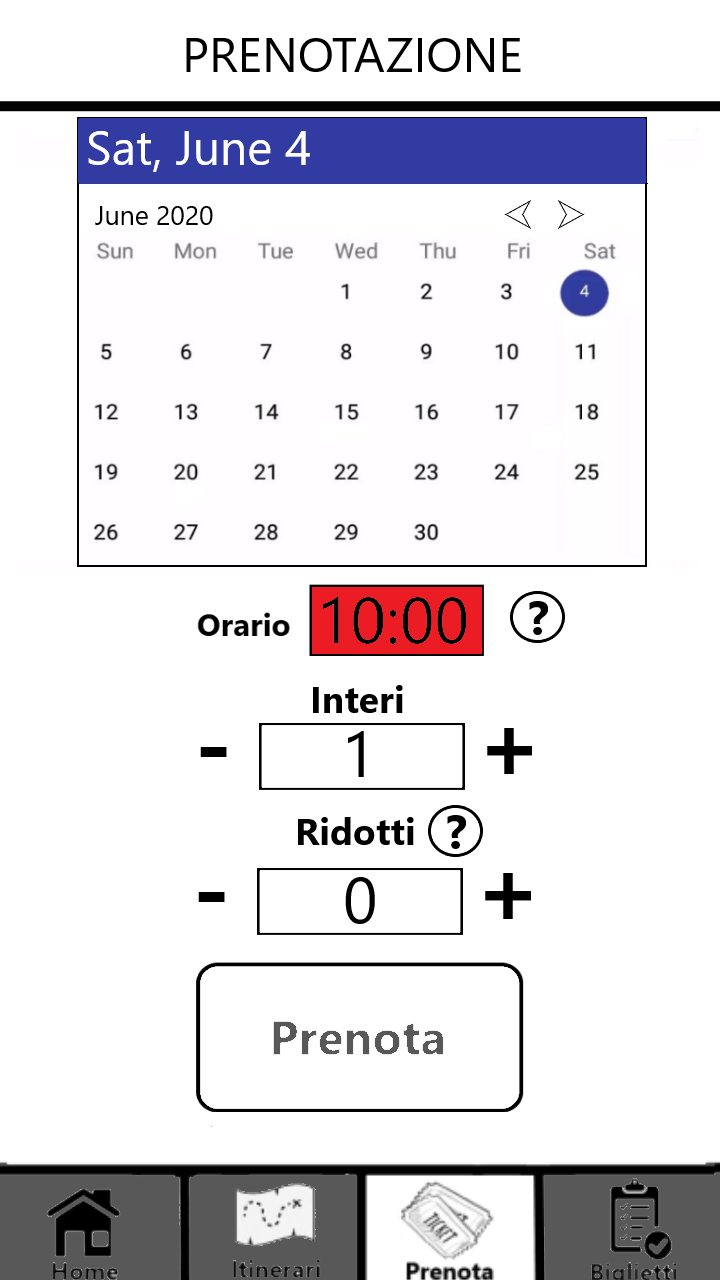 PRENOTAZIONE
Sat, June 4
June 2020
Sun Mon Tue Wed Thu Fri Sat
1 2 3 4
5 6 7 8 9 10 11
12 13 14 15 16 17 18
19 20 21 22 23 24 25
26 27 28 29 30
Orario 10:00 ?
Interi
- 1 +
Ridotti ?
- 0 +
Prenota
TICKET
Home Itinerari Prenota Biglietti